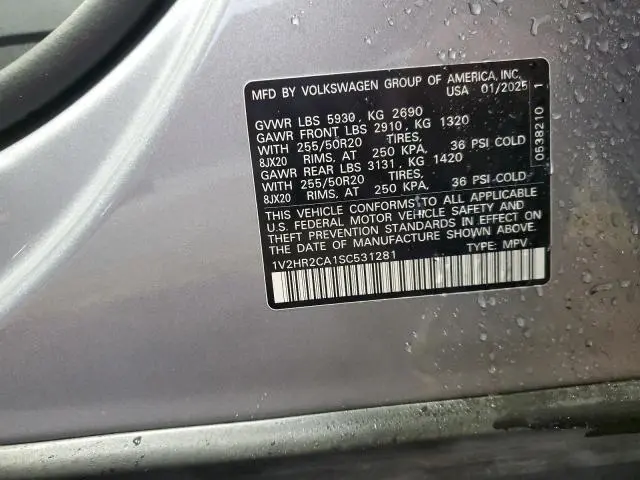 MFD BY VOLKSWAGEN GROUP OF AMERICA, INC.
USA 01/2025
GVWR LBS 5930, KG 2690
GAWR FRONT LBS 2910, KG 1320
WITH 255/50R20 TIRES,
8JX20 RIMS, AT 250 KPA, 36 PSI COLD
GAWR REAR LBS 3131, KG 1420
WITH 255/50R20 TIRES,
8JX20 RIMS, AT 250 KPA, 36 PSI COLD
THIS VEHICLE CONFORMS TO ALL APPLICABLE
U.S. FEDERAL MOTOR VEHICLE SAFETY AND
THEFT PREVENTION STANDARDS IN EFFECT ON
THE DATE OF MANUFACTURE SHOWN ABOVE.
1V2HR2CA1SC531281 TYPE: MPV
0538210 1